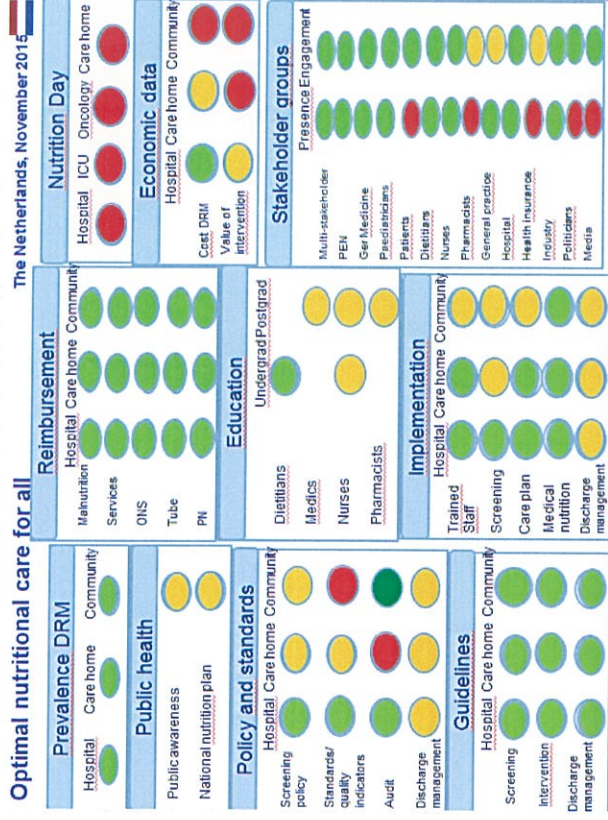 Optimal nutritional care for all
The Netherlands, November 2015
Prevalence DRM
Hospital Care home Community
Public health
Public awareness
National nutrition plan
Policy and standards
Hospital Care home Community
Screening
policy
Standards/
quality
indicators
Audit
Discharge
management
Guidelines
Hospital Care home Community
Screening
Intervention
Discharge
management
Reimbursement
Hospital Care home Community
Malnutrition
Services
ONS
Tube
PN
Education
Undergrad Postgrad
Dietitians
Medics
Nurses
Pharmacists
Implementation
Hospital Care home Community
Trained
Staff
Screening
Care plan
Medical
nutrition
Discharge
management
Nutrition Day
Hospital ICU Oncology Care home
Economic data
Hospital Care home Community
Cost DRM
Value of
intervention
Stakeholder groups
Presence Engagement
Multi-stakeholder
PEN
Ger Medicine
Paediatricians
Patients
Dietitians
Nurses
Pharmacists
General practice
Hospital
Health insurance
Industry
Politicians
Media